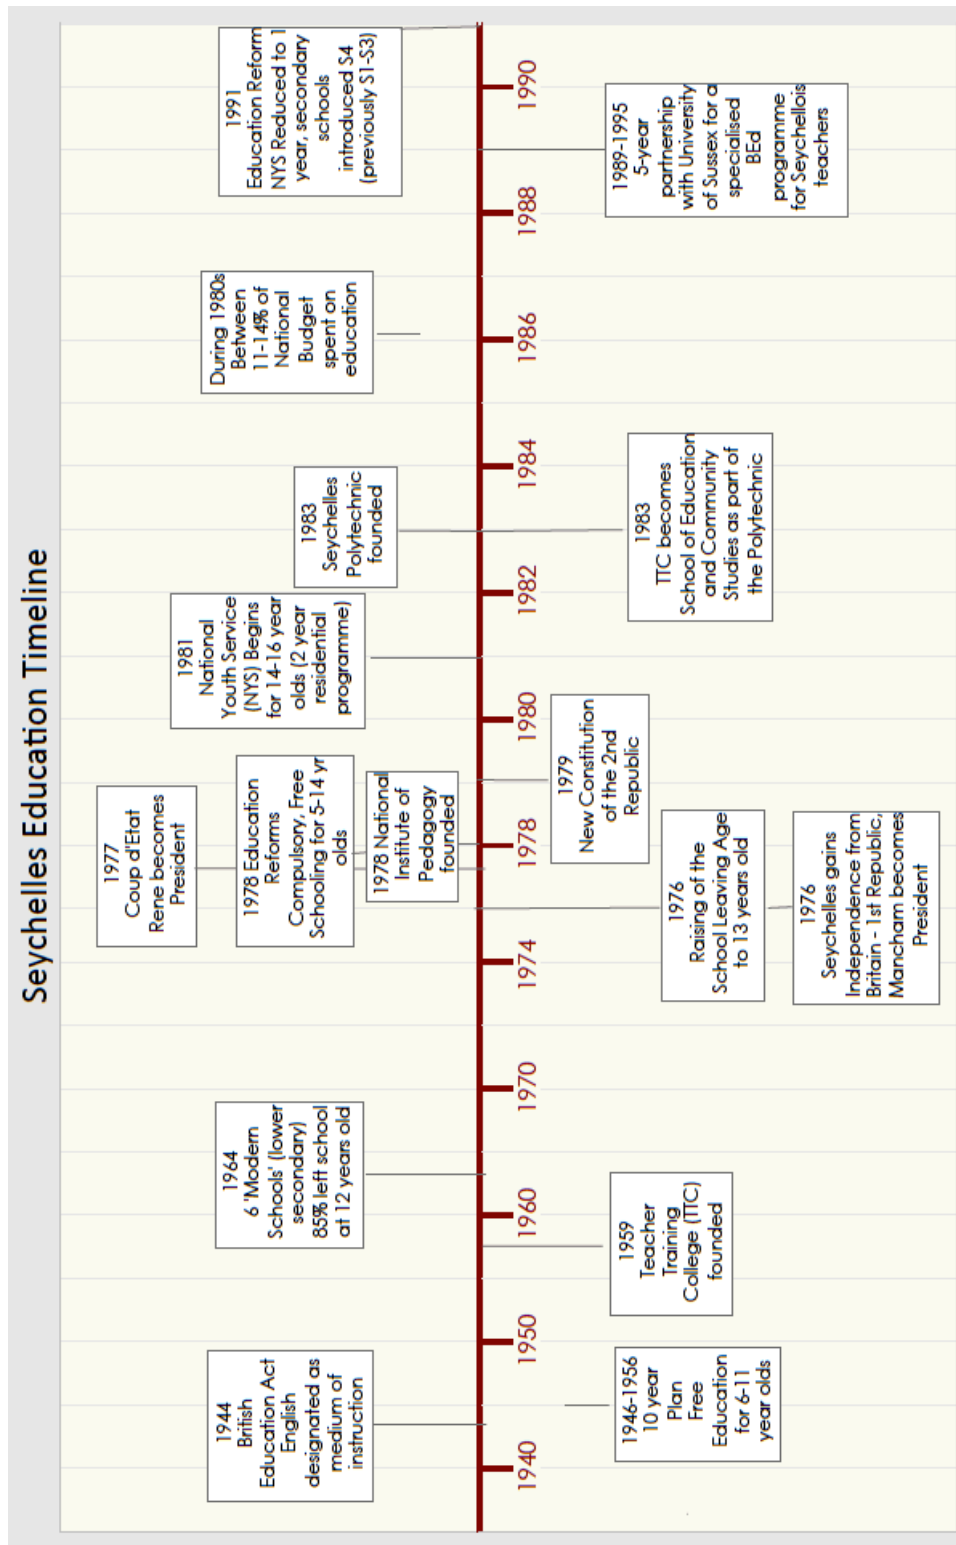 Seychelles Education Timeline
1944
British
Education Act
English
designated as
medium of
instruction
1964
6 'Modern
Schools' (lower
secondary)
85% left school
at 12 years old
1977
Coup d'Etat
Rene becomes
President
1978 Education
Reforms
Compulsory, Free
Schooling for 5-14 yr
olds
1978 National
Institute of
Pedagogy
founded
1981
National
Youth Service
(NYS) Begins
for 14-16 year
olds (2 year
residential
programme)
1983
Seychelles
Polytechnic
founded
During 1980s
Between
11-14% of
National
Budget
spent on
education
1991
Education Reform
NYS Reduced to 1
year, secondary
schools
introduced S4
(previously S1-S3)
1940
1950
1960
1970
1974
1978
1980
1982
1984
1986
1988
1990
1946-1956
10 year
Plan
Free
Education
for 6-11
year olds
1959
Teacher
Training
College (TTC)
founded
1976
Raising of the
School Leaving Age
to 13 years old
1976
Seychelles gains
Independence from
Britain - 1st Republic,
Mancham becomes
President
1979
New Constitution
of the 2nd
Republic
1983
TTC becomes
School of Education
and Community
Studies as part of
the Polytechnic
1989-1995
5-year
partnership
with University
of Sussex for a
specialised
BEd
programme
for Seychellois
teachers